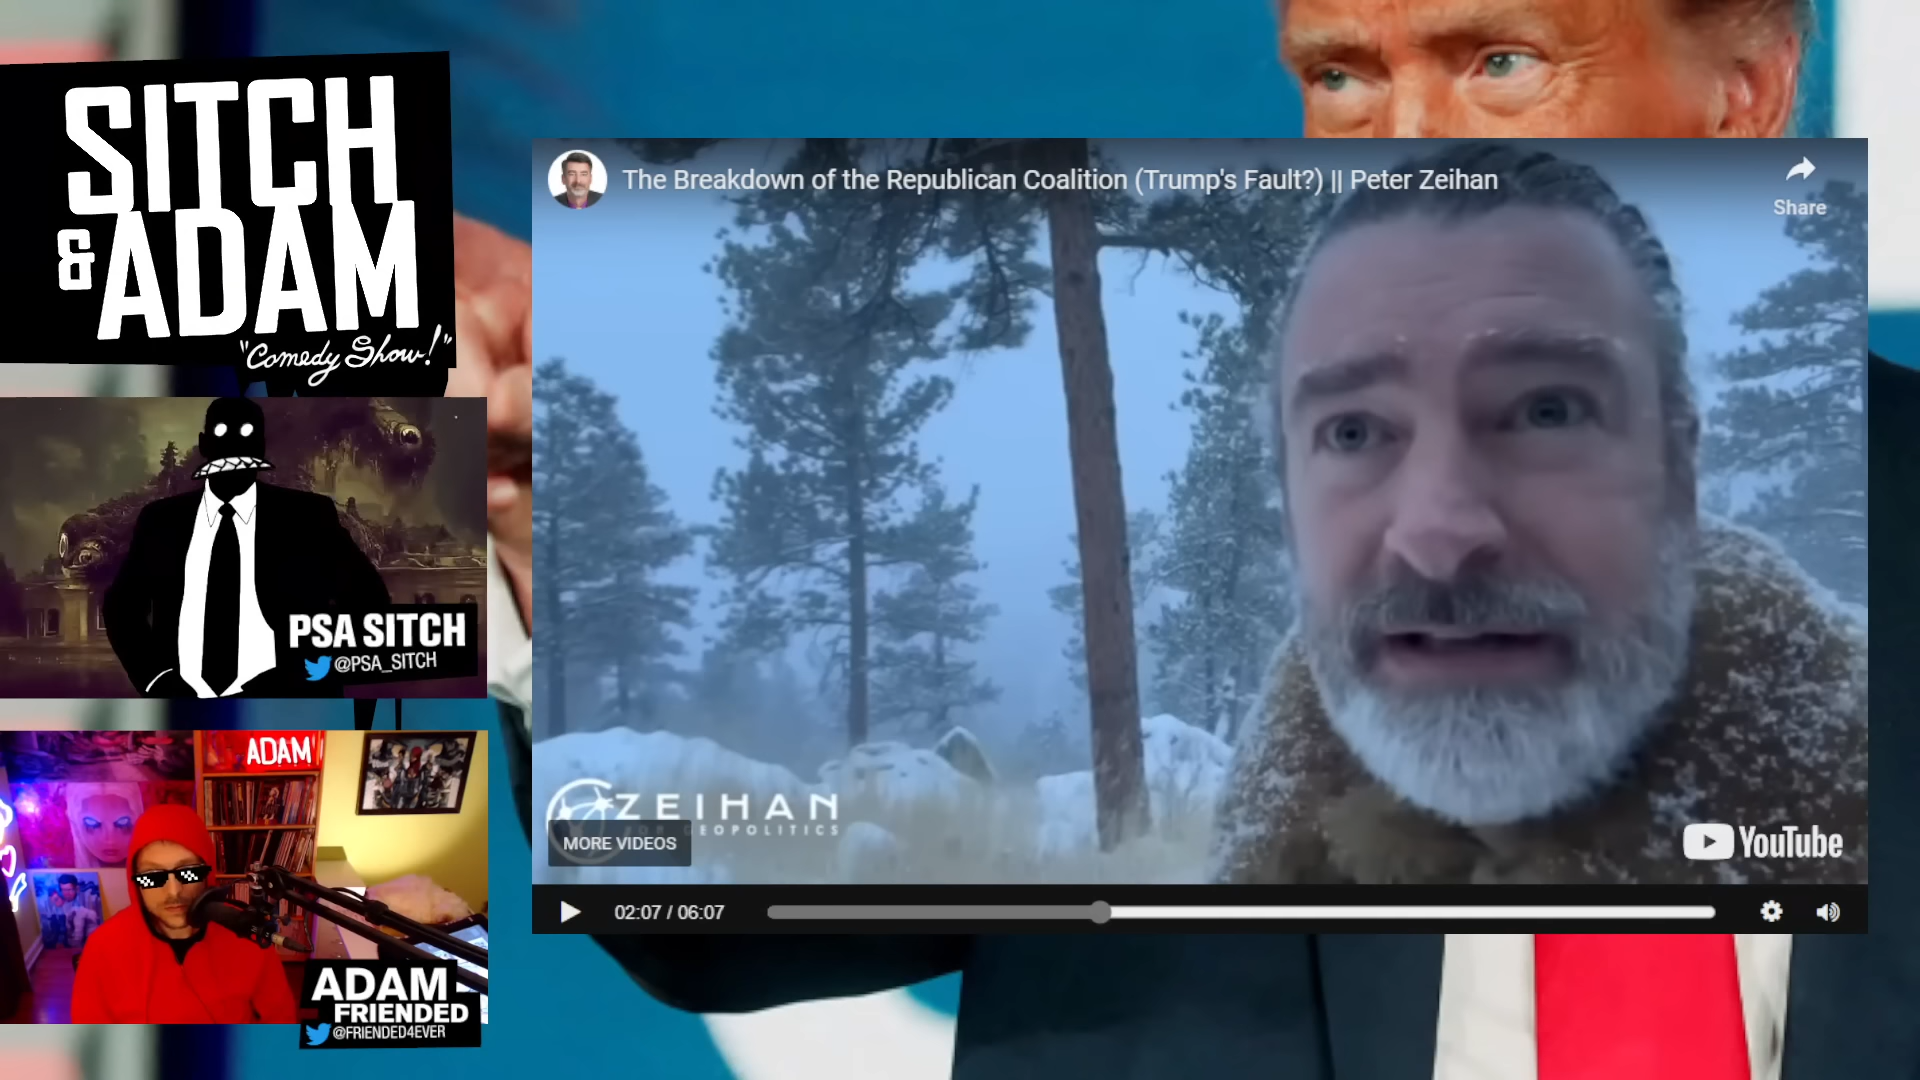 SITCH
& ADAM
"Comedy Show!"
PSA SITCH
@PSA_SITCH
ADAM
ADAM
FRIENDED
@FRIENDED4EVER
The Breakdown of the Republican Coalition (Trump's Fault?) || Peter Zeihan
Share
ZEIHAN
GEOPOLITICS
MORE VIDEOS
YouTube
02:07 / 06:07